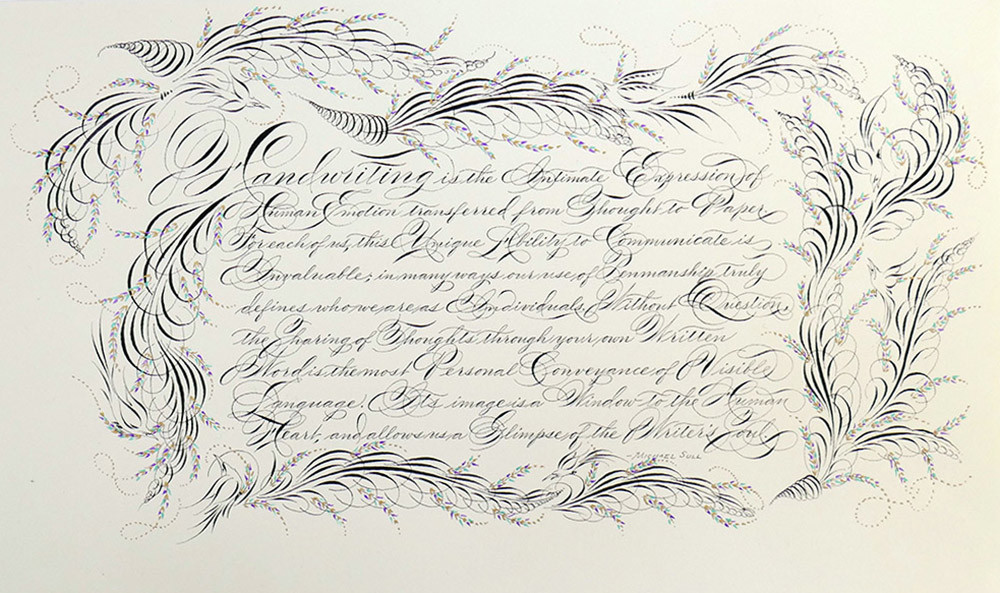 Handwriting is the Intimate Expression of
Human Emotion transferred from Thought to Paper.
For each of us, this Unique Ability to Communicate is
Invaluable; in many ways our use of Penmanship truly
defines who we are as Individuals. Without Question,
the Sharing of Thoughts through your own Written
Word is the most Personal Conveyance of Visible
Language. Its image is a Window to the Human
Heart, and allows us a Glimpse of the Writer's Soul.
~MICHAEL SULL